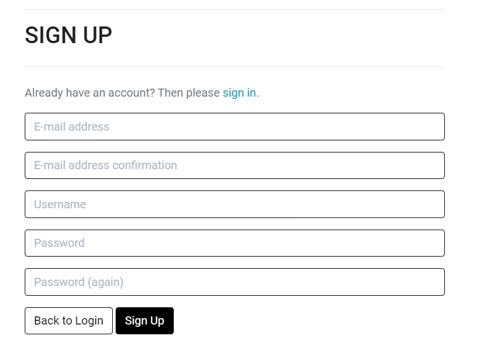 SIGN UP
Already have an account? Then please sign in.
E-mail address
E-mail address confirmation
Username
Password
Password (again)
Back to Login Sign Up